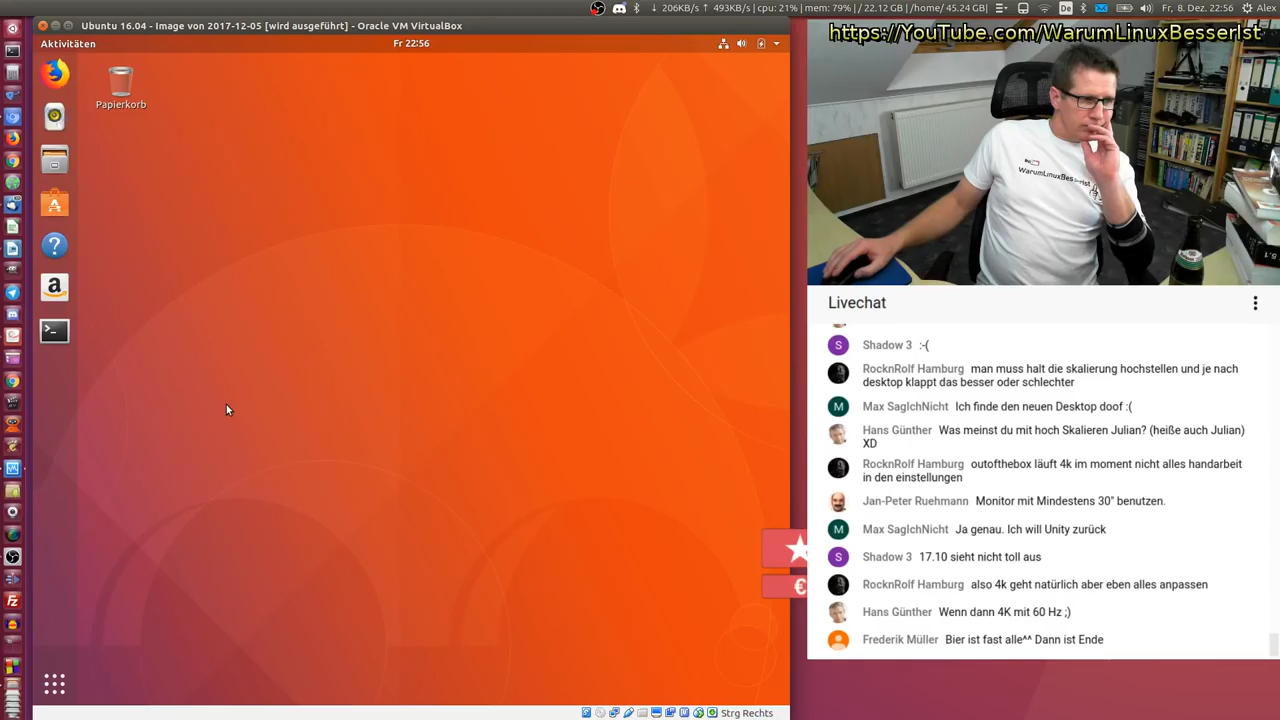 Ubuntu 16.04 - Image von 2017-12-05 [wird ausgeführt] - Oracle VM VirtualBox
206KB/s
493KB/s | cpu: 21% | mem: 79% | / 22.12 GB | /home/ 45.24 GB |
De
Fr, 8. Dez, 22:56
Alex
https://YouTube.com/WarumLinuxBesserIst
Aktivitäten
Fr 22:56
Papierkorb
WarumLinuxBesserIst
5.1
Livechat
Shadow 3 :-(
RocknRolf Hamburg man muss halt die skalierung hochstellen und je nach
desktop klappt das besser oder schlechter
Max SagIchNicht Ich finde den neuen Desktop doof :(
Hans Günther Was meinst du mit hoch Skalieren Julian? (heiße auch Julian)
XD
RocknRolf Hamburg outofthebox läuft 4k im moment nicht alles handarbeit
in den einstellungen
Jan-Peter Ruehmann Monitor mit Mindestens 30" benutzen.
Max SagIchNicht Ja genau. Ich will Unity zurück
Shadow 3 17.10 sieht nicht toll aus
RocknRolf Hamburg also 4k geht natürlich aber eben alles anpassen
Hans Günther Wenn dann 4K mit 60 Hz ;)
Frederik Müller Bier ist fast alle^^ Dann ist Ende
Strg Rechts